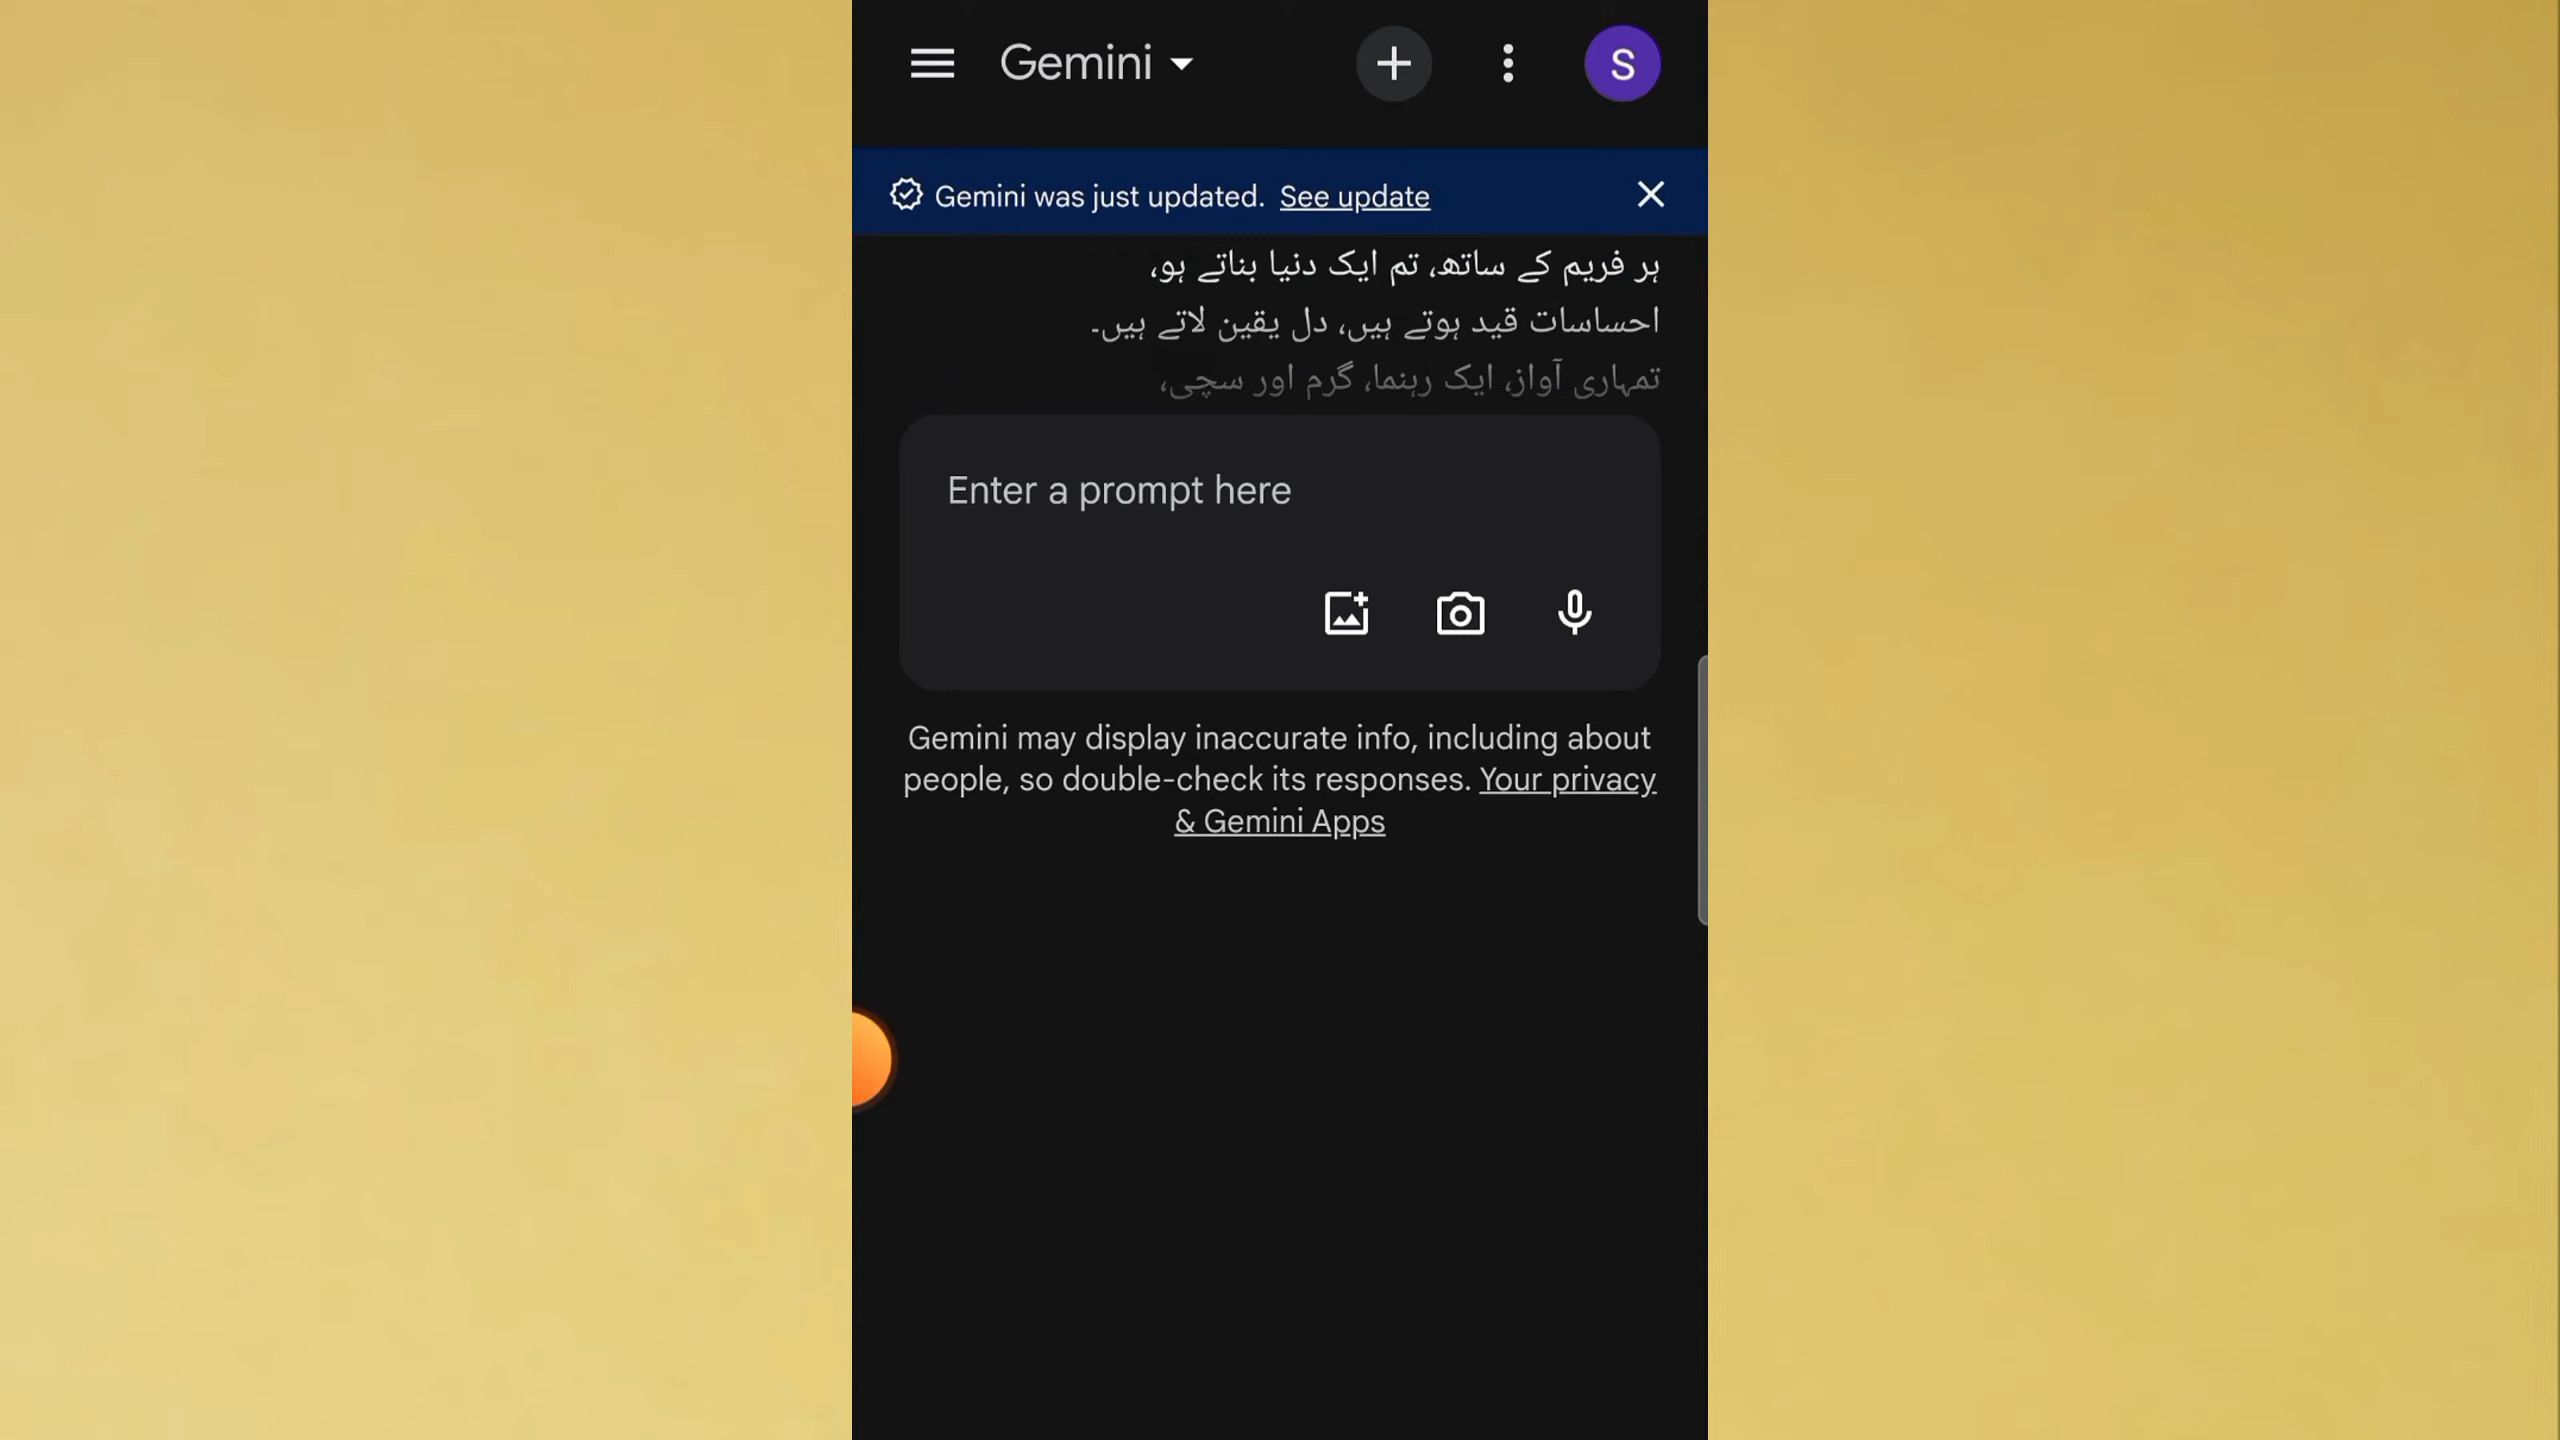 Gemini
S
Gemini was just updated. See update
ہر فریم کے ساتھ، تم ایک دنیا بناتے ہو،
احساسات قید ہوتے ہیں، دل یقین لاتے ہیں۔
تمہاری آواز، ایک رہنما، گرم اور سچی،
Enter a prompt here
Gemini may display inaccurate info, including about
people, so double-check its responses. Your privacy
& Gemini Apps